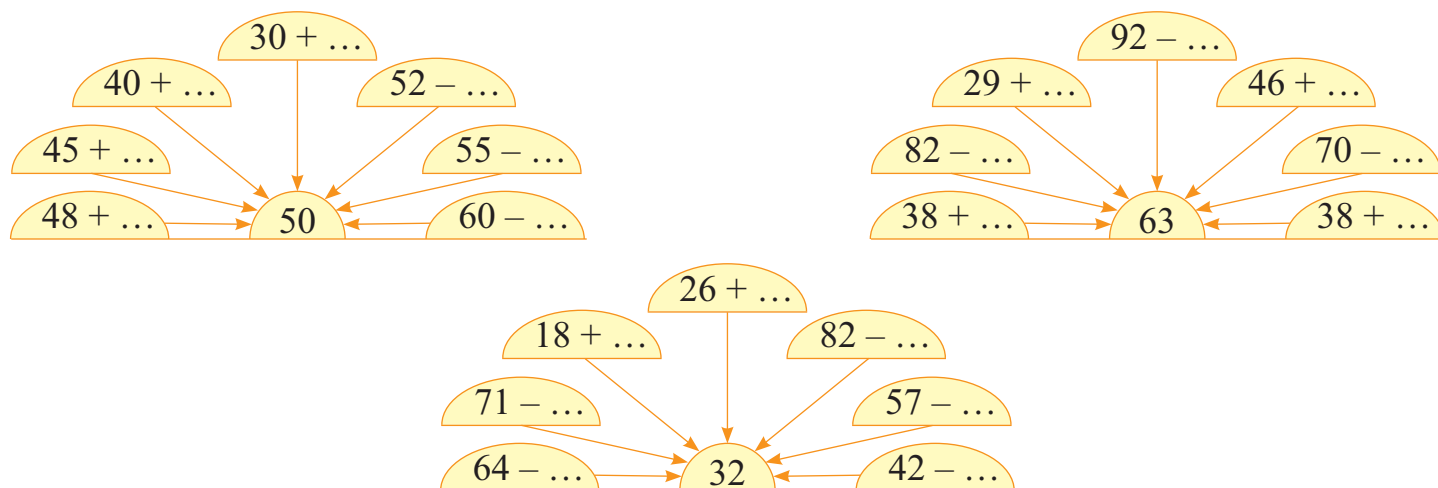 30 + …
40 + …
52 – …
45 + …
55 – …
48 + …
50
60 – …
92 – …
29 + …
46 + …
82 – …
70 – …
38 + …
63
38 + …
26 + …
18 + …
82 – …
71 – …
57 – …
64 – …
32
42 – …